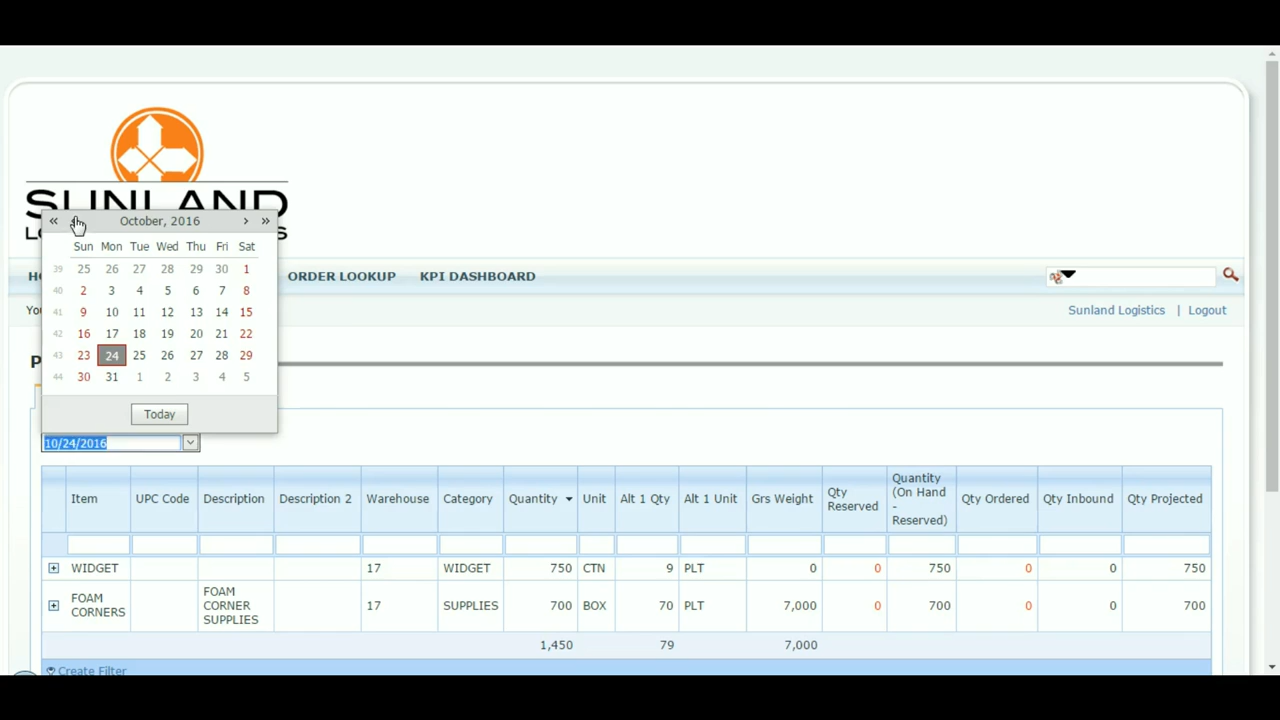 SUNLAND
« October, 2016 › »
Sun Mon Tue Wed Thu Fri Sat
39 25 26 27 28 29 30 1
40 2 3 4 5 6 7 8
41 9 10 11 12 13 14 15
42 16 17 18 19 20 21 22
43 23 24 25 26 27 28 29
44 30 31 1 2 3 4 5
Today
ORDER LOOKUP KPI DASHBOARD
Sunland Logistics | Logout
10/24/2016
Item UPC Code Description Description 2 Warehouse Category Quantity Unit Alt 1 Qty Alt 1 Unit Grs Weight Qty Reserved Quantity (On Hand - Reserved) Qty Ordered Qty Inbound Qty Projected
WIDGET 17 WIDGET 750 CTN 9 PLT 0 0 750 0 0 750
FOAM CORNERS FOAM CORNER SUPPLIES 17 SUPPLIES 700 BOX 70 PLT 7,000 0 700 0 0 700
1,450 79 7,000
Create Filter